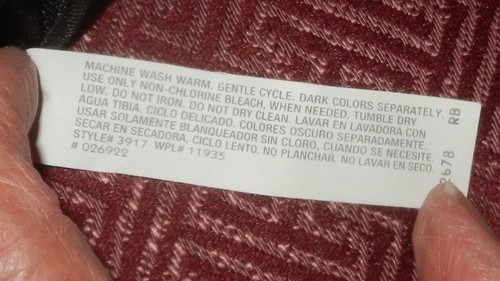 MACHINE WASH WARM. GENTLE CYCLE. DARK COLORS SEPARATELY.
USE ONLY NON-CHLORINE BLEACH, WHEN NEEDED. TUMBLE DRY
LOW, DO NOT IRON. DO NOT DRY CLEAN. LAVAR EN LAVADORA CON
AGUA TIBIA. CICLO DELICADO, COLORES OSCURO SEPARADAMENTE.
USAR SOLAMENTE BLANQUEADOR SIN CLORO, CUANDO SE NECESITE.
SECAR EN SECADORA, CICLO LENTO. NO PLANCHAR. NO LAVAR EN SECO.
STYLE# 3917 WPL# 11935
# 026922
RB